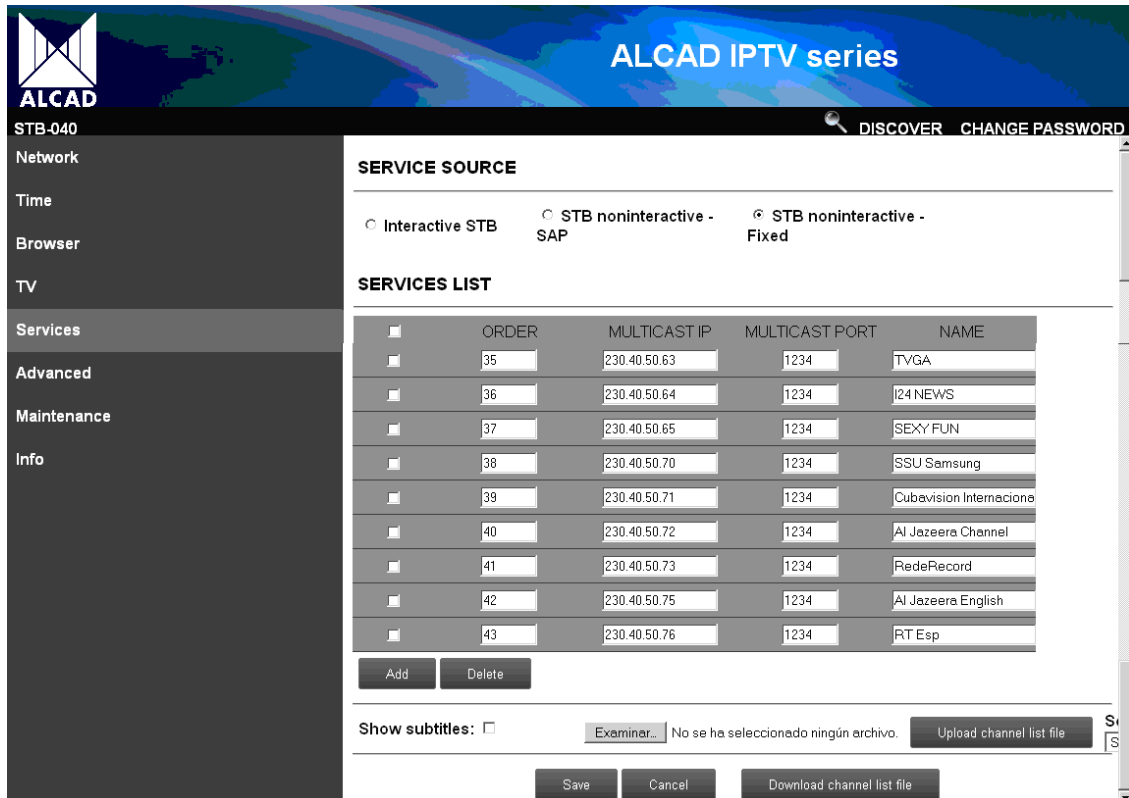 ALCAD IPTV series
ALCAD
STB-040
DISCOVER CHANGE PASSWORD
Network
Time
Browser
TV
Services
Advanced
Maintenance
Info
SERVICE SOURCE
Interactive STB
STB noninteractive - SAP
STB noninteractive - Fixed
SERVICES LIST
ORDER MULTICAST IP MULTICAST PORT NAME
35 230.40.50.63 1234 TVGA
36 230.40.50.64 1234 I24 NEWS
37 230.40.50.65 1234 SEXY FUN
38 230.40.50.70 1234 SSU Samsung
39 230.40.50.71 1234 Cubavision Internaciona
40 230.40.50.72 1234 Al Jazeera Channel
41 230.40.50.73 1234 RedeRecord
42 230.40.50.75 1234 Al Jazeera English
43 230.40.50.76 1234 RT Esp
Add Delete
Show subtitles: Examinar... No se ha seleccionado ningún archivo. Upload channel list file
Save Cancel Download channel list file